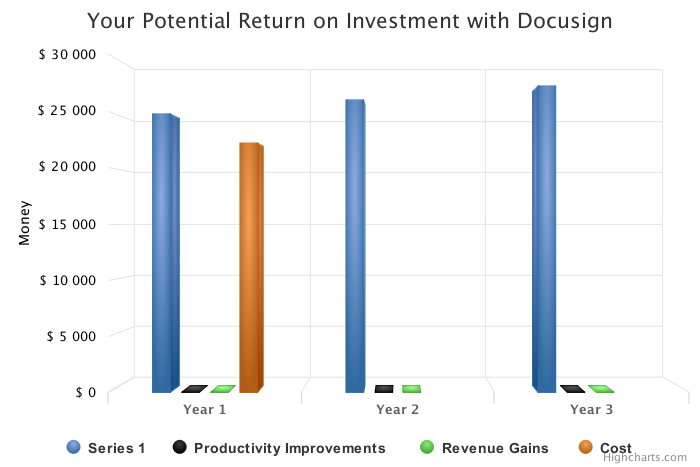 Your Potential Return on Investment with Docusign
$ 30 000
$ 25 000
$ 20 000
$ 15 000
$ 10 000
$ 5 000
$ 0
Money
Year 1 Year 2 Year 3
Series 1 Productivity Improvements Revenue Gains Cost
Highcharts.com